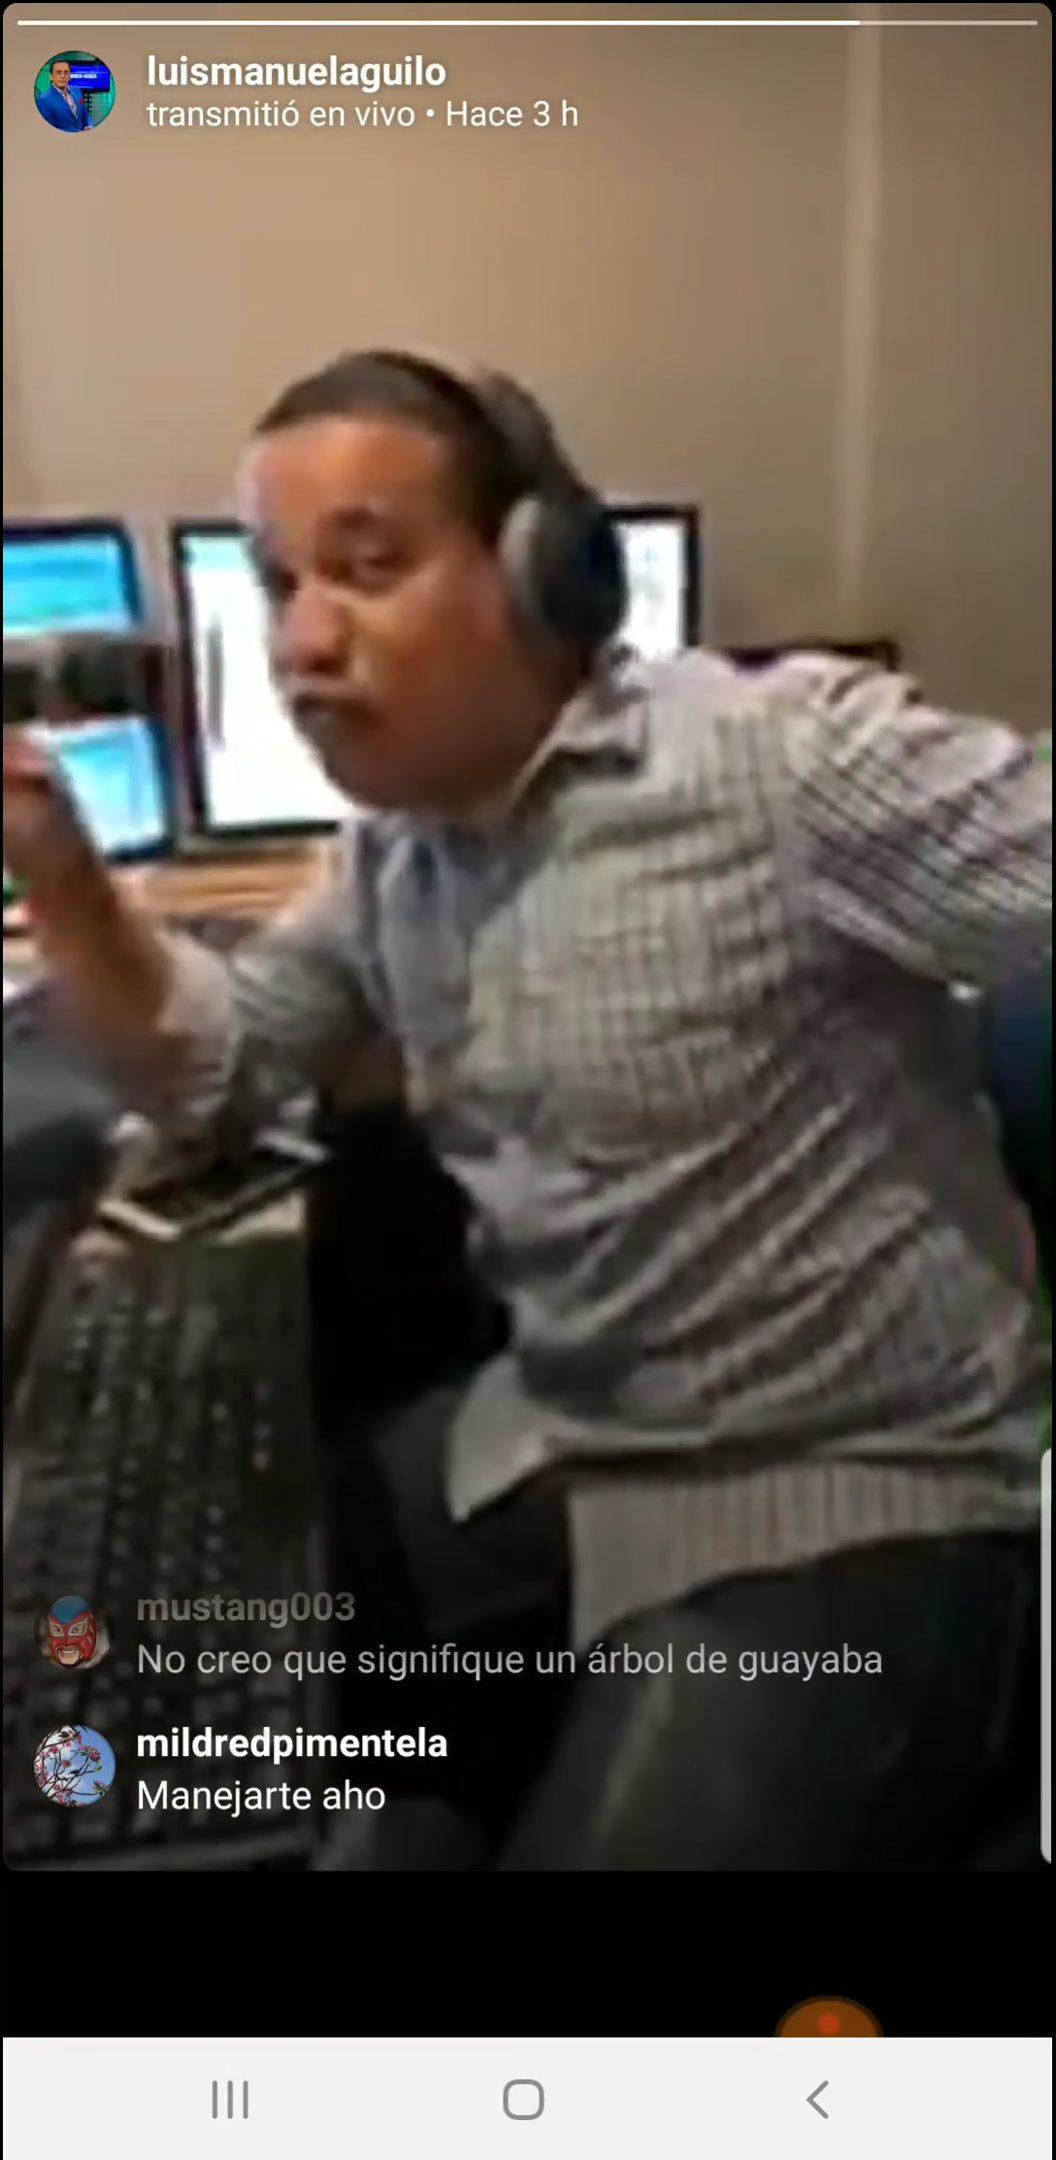 luismanuelaguilo
transmitió en vivo • Hace 3 h
mustang003
No creo que signifique un árbol de guayaba
mildredpimentela
Manejarte aho